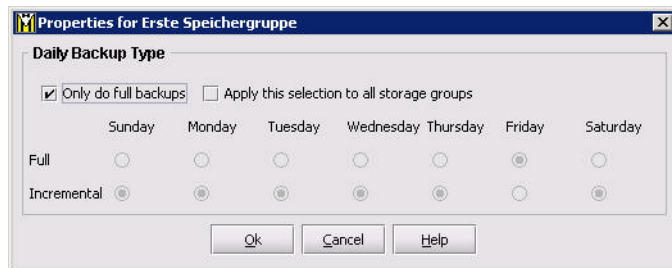 Properties for Erste Speichergruppe
Daily Backup Type
Only do full backups Apply this selection to all storage groups
Sunday Monday Tuesday Wednesday Thursday Friday Saturday
Full
Incremental
Ok Cancel Help